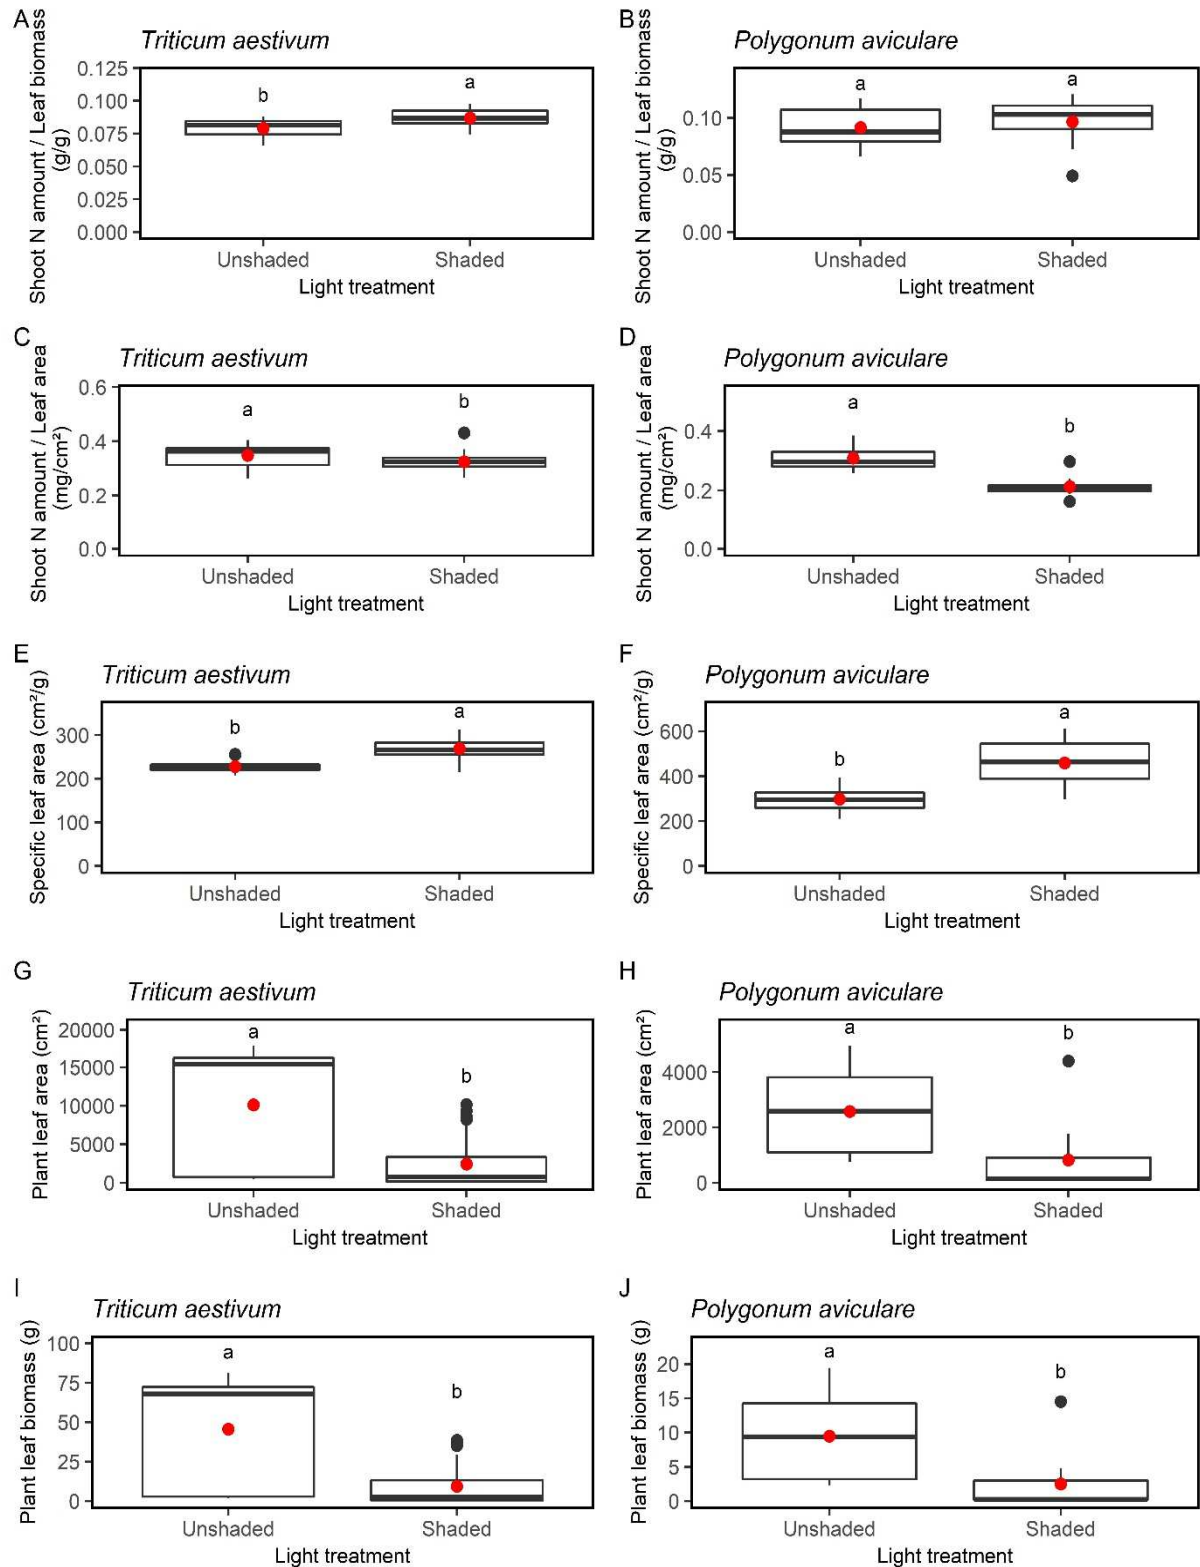 A
Triticum aestivum
Shoot N amount / Leaf biomass
(g/g)
0.125
0.100
0.075
0.050
0.025
0.000
b
a
Unshaded
Shaded
Light treatment
B
Polygonum aviculare
Shoot N amount / Leaf biomass
(g/g)
0.10
0.05
0.00
a
a
Unshaded
Shaded
Light treatment
C
Triticum aestivum
Shoot N amount / Leaf area
(mg/cm²)
0.6
0.4
0.2
0.0
a
b
Unshaded
Shaded
Light treatment
D
Polygonum aviculare
Shoot N amount / Leaf area
(mg/cm²)
0.4
0.2
0.0
a
b
Unshaded
Shaded
Light treatment
E
Triticum aestivum
Specific leaf area (cm²/g)
300
200
100
0
b
a
Unshaded
Shaded
Light treatment
F
Polygonum aviculare
Specific leaf area (cm²/g)
600
400
200
0
b
a
Unshaded
Shaded
Light treatment
G
Triticum aestivum
Plant leaf area (cm²)
20000
15000
10000
5000
0
a
b
Unshaded
Shaded
Light treatment
H
Polygonum aviculare
Plant leaf area (cm²)
4000
2000
0
a
b
Unshaded
Shaded
Light treatment
I
Triticum aestivum
Plant leaf biomass (g)
100
75
50
25
0
a
b
Unshaded
Shaded
Light treatment
J
Polygonum aviculare
Plant leaf biomass (g)
20
15
10
5
0
a
b
Unshaded
Shaded
Light treatment